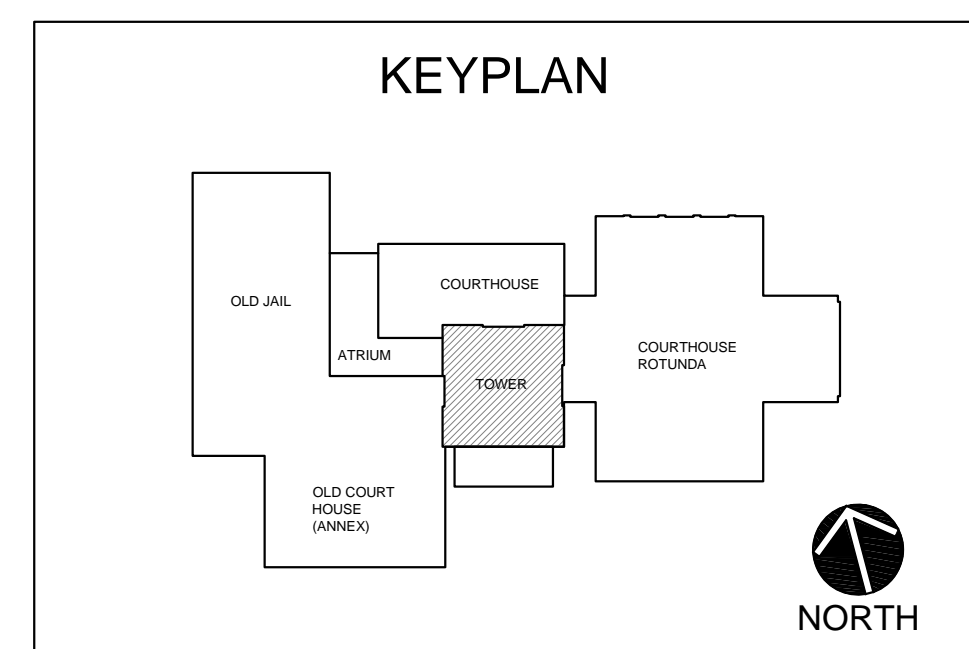 KEYPLAN
OLD JAIL
COURTHOUSE
ATRIUM
TOWER
COURTHOUSE
ROTUNDA
OLD COURT
HOUSE
(ANNEX)
NORTH